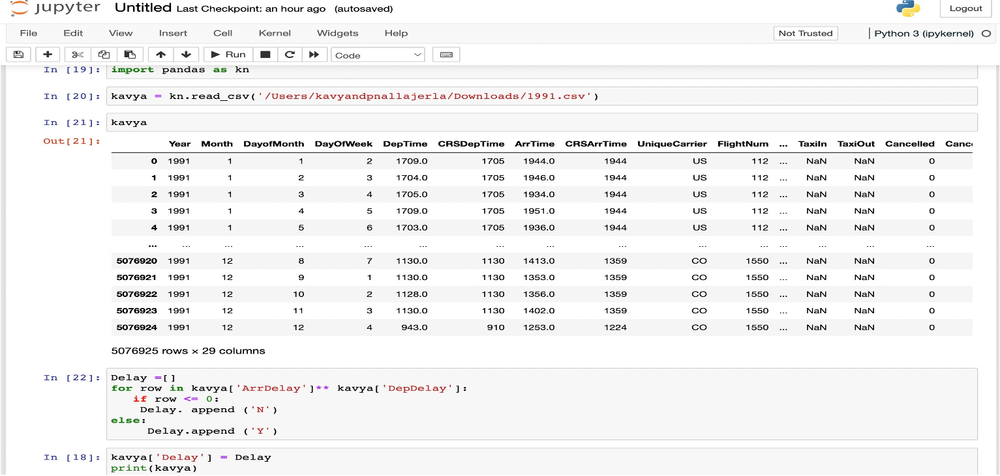 jupyter Untitled Last Checkpoint: an hour ago (autosaved) Logout
File Edit View Insert Cell Kernel Widgets Help Not Trusted Python 3 (ipykernel)
Run Code
In [19]: import pandas as kn
In [20]: kavya = kn.read_csv('/Users/kavyandpnallajerla/Downloads/1991.csv')
In [21]: kavya
Out[21]:
Year Month DayofMonth DayOfWeek DepTime CRSDepTime ArrTime CRSArrTime UniqueCarrier FlightNum ... TaxiIn TaxiOut Cancelled Canc
0 1991 1 1 2 1709.0 1705 1944.0 1944 US 112 ... NaN NaN 0
1 1991 1 2 3 1704.0 1705 1946.0 1944 US 112 ... NaN NaN 0
2 1991 1 3 4 1705.0 1705 1934.0 1944 US 112 ... NaN NaN 0
3 1991 1 4 5 1709.0 1705 1951.0 1944 US 112 ... NaN NaN 0
4 1991 1 5 6 1703.0 1705 1936.0 1944 US 112 ... NaN NaN 0
... ... ... ... ... ... ... ... ... ... ... ... ... ... ...
5076920 1991 12 8 7 1130.0 1130 1413.0 1359 CO 1550 ... NaN NaN 0
5076921 1991 12 9 1 1130.0 1130 1353.0 1359 CO 1550 ... NaN NaN 0
5076922 1991 12 10 2 1128.0 1130 1356.0 1359 CO 1550 ... NaN NaN 0
5076923 1991 12 11 3 1130.0 1130 1402.0 1359 CO 1550 ... NaN NaN 0
5076924 1991 12 12 4 943.0 910 1253.0 1224 CO 1550 ... NaN NaN 0
5076925 rows × 29 columns
In [22]: Delay =[]
for row in kavya['ArrDelay']** kavya['DepDelay']:
if row <= 0:
Delay. append ('N')
else:
Delay.append ('Y')
In [18]: kavya['Delay'] = Delay
print(kavya)